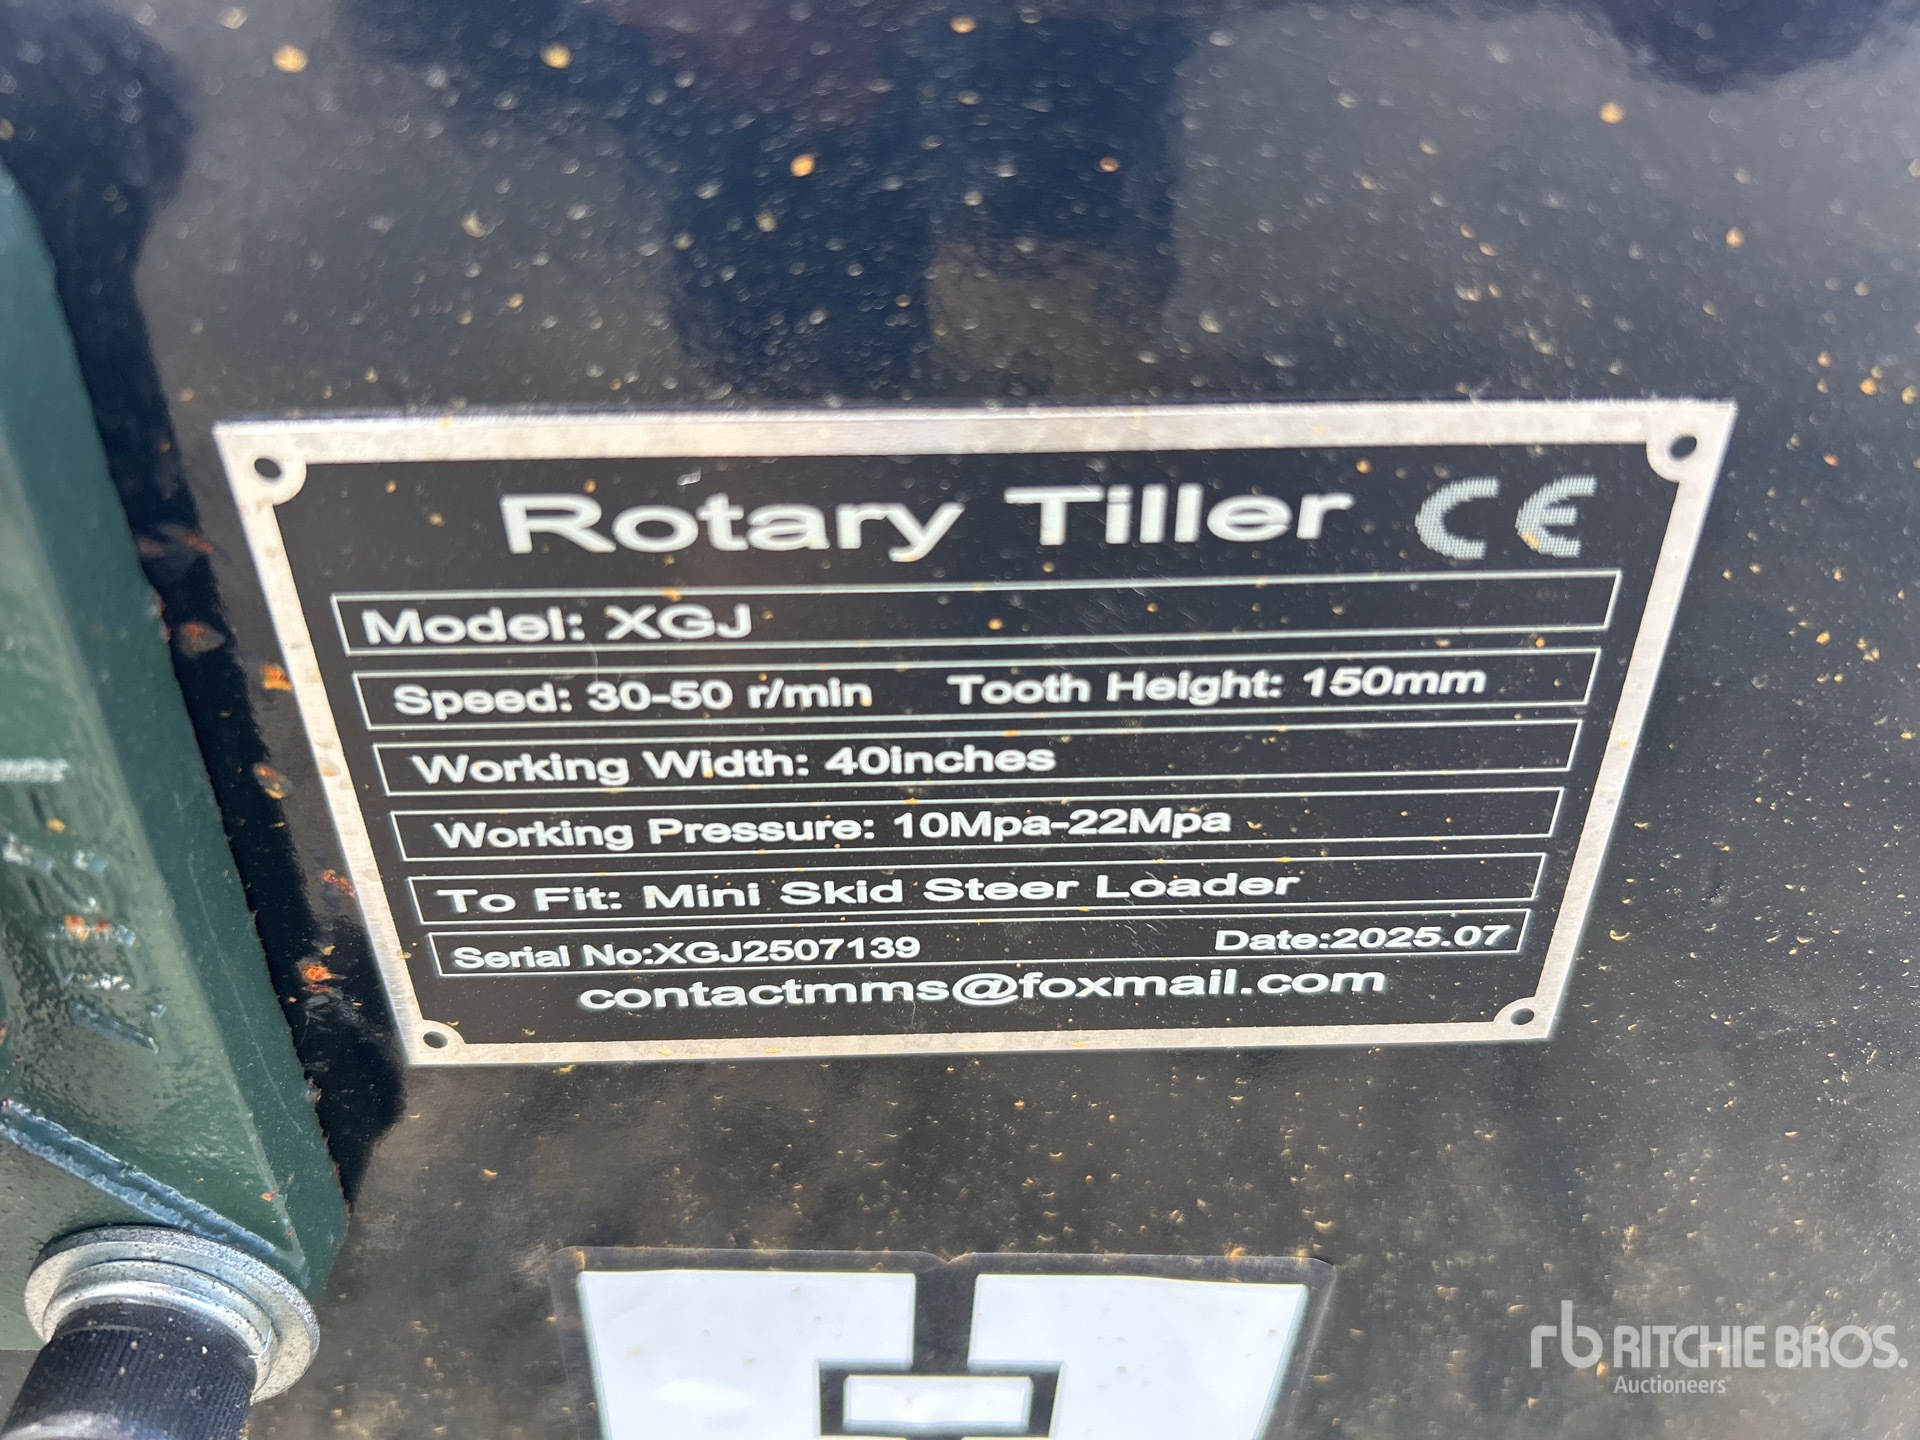 Rotary Tiller CE
Model: XGJ
Speed: 30-50 r/min Tooth Height: 150mm
Working Width: 40inches
Working Pressure: 10Mpa-22Mpa
To Fit: Mini Skid Steer Loader
Serial No:XGJ2507139 Date:2025.07
contactmms@foxmail.com
rb RITCHIE BROS.
Auctioneers